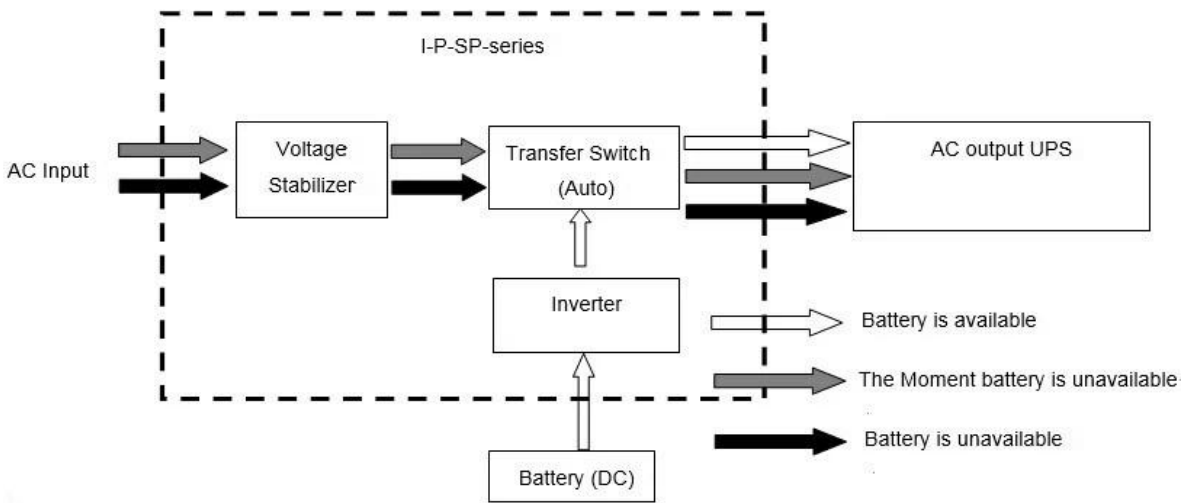 I-P-SP-series
AC Input
Voltage
Stabilizer
Transfer Switch
(Auto)
AC output UPS
Inverter
Battery (DC)
Battery is available
The Moment battery is unavailable
Battery is unavailable